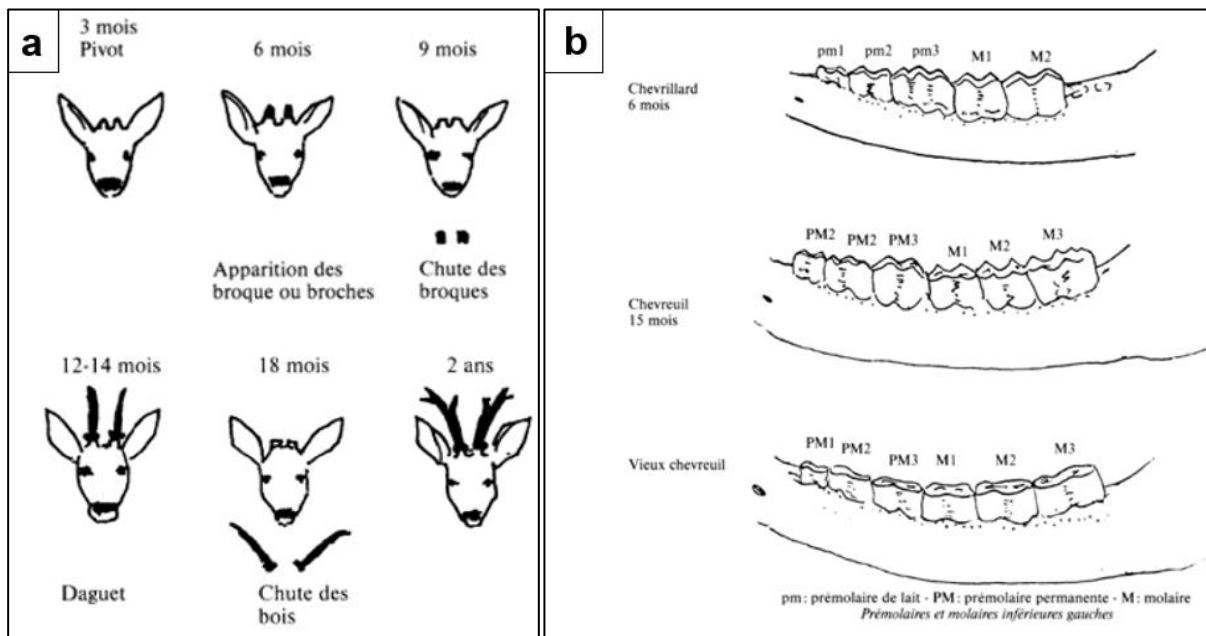 a
3 mois
Pivot
6 mois
9 mois
Apparition des
broque ou broches
Chute des
broques
12-14 mois
18 mois
2 ans
Daguet
Chute des
bois
b
pm1 pm2 pm3 M1 M2
Chevrillard
6 mois
PM2 PM2 PM3 M1 M2 M3
Chevreuil
15 mois
PM1 PM2 PM3 M1 M2 M3
Vieux chevreuil
pm : prémolaire de lait - PM : prémolaire permanente - M : molaire
Prémolaires et molaires inférieures gauches